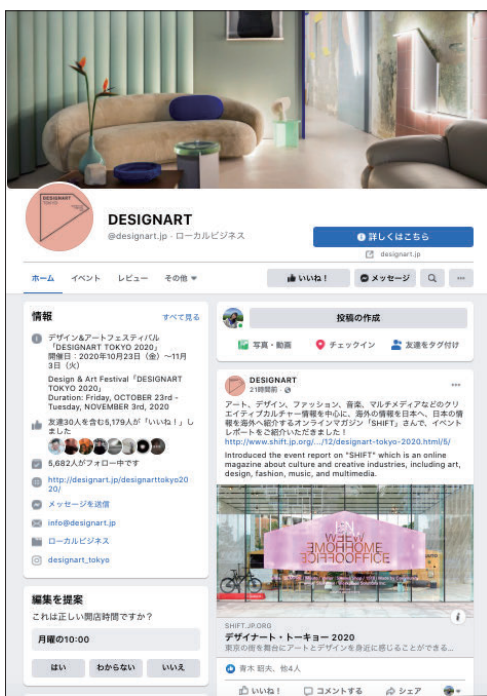 DESIGNART
TOKYO
DESIGNART
@designart.jp · ローカルビジネス
詳しくはこちら
designart.jp
ホーム イベント レビュー その他
いいね！ メッセージ
情報 すべて見る
デザイン&アートフェスティバル
「DESIGNART TOKYO 2020」
開催日：2020年10月23日（金）〜11月
3日（火）
Design & Art Festival「DESIGNART
TOKYO 2020」
Duration: Friday, OCTOBER 23rd -
Tuesday, NOVEMBER 3rd, 2020
友達30人を含む5,179人が「いいね！」し
ました
5,682人がフォロー中です
http://designart.jp/designarttokyo20
20/
メッセージを送信
info@designart.jp
ローカルビジネス
designart_tokyo
編集を提案
これは正しい開店時間ですか？
月曜の10:00
はい わからない いいえ
投稿の作成
写真・動画 チェックイン 友達をタグ付け
DESIGNART
21時間前 ·
アート、デザイン、ファッション、音楽、マルチメディアなどのクリ
エイティブカルチャー情報を中心に、海外の情報を日本へ、日本の情
報を海外へ紹介するオンラインマガジン「SHIFT」さんで、イベント
レポートをご紹介いただきました！
http://www.shift.jp.org/.../12/designart-tokyo-2020.html/5/
Introduced the event report on "SHIFT" which is an online
magazine about culture and creative industries, including art,
design, fashion, music, and multimedia.
SHIFT.JP.ORG
デザイナート・トーキョー 2020
東京の街を舞台にアートとデザインを身近に感じることができる...
青木 昭夫、他4人
いいね！ コメントする シェア